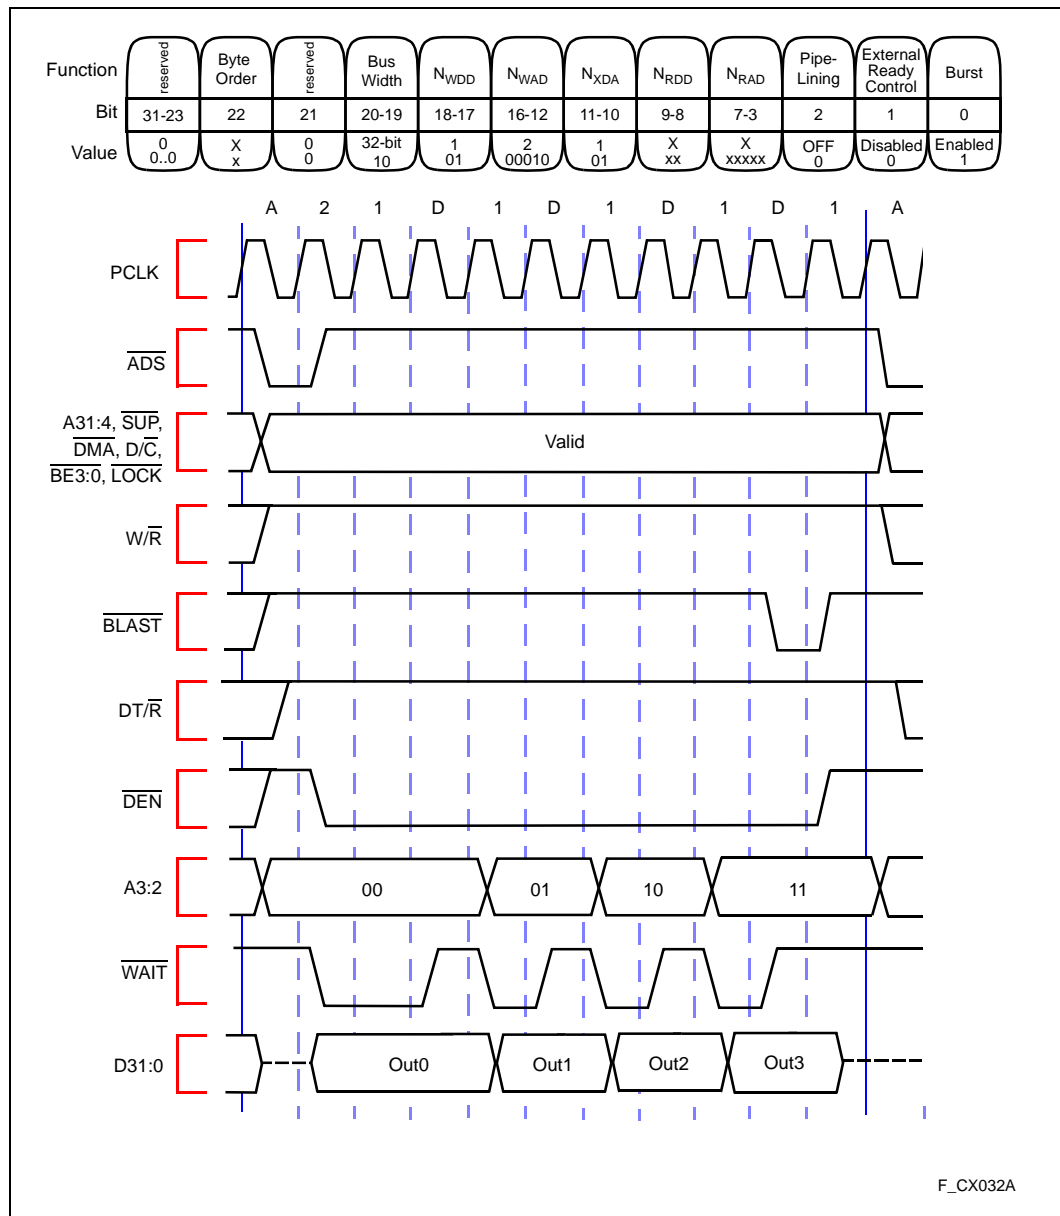 Function reserved Byte Order reserved Bus Width NWDD NWAD NXDA NRDD NRAD Pipe-Lining External Ready Control Burst
Bit 31-23 22 21 20-19 18-17 16-12 11-10 9-8 7-3 2 1 0
Value 0 X 0 32-bit 1 2 1 X X OFF Disabled Enabled
0..0 x 0 10 01 00010 01 xx xxxxx 0 0 1
A 2 1 D 1 D 1 D 1 D 1 A
PCLK
ADS
A31:4, SUP,
DMA, D/C,
BE3:0, LOCK
Valid
W/R
BLAST
DT/R
DEN
A3:2 00 01 10 11
WAIT
D31:0 Out0 Out1 Out2 Out3
F_CX032A